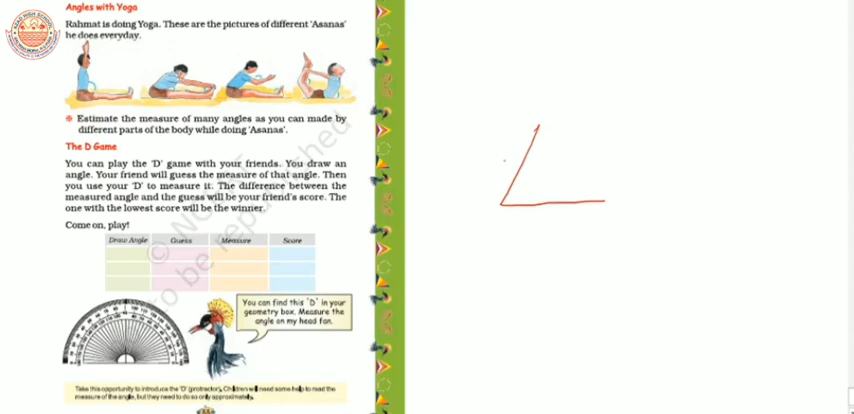 Angles with Yoga
Rahmat is doing Yoga. These are the pictures of different 'Asanas'
he does everyday.
Estimate the measure of many angles as you can made by
different parts of the body while doing 'Asanas'.
The D Game
You can play the 'D' game with your friends. You draw an
angle. Your friend will guess the measure of that angle. Then
you use your 'D' to measure it. The difference between the
measured angle and the guess will be your friend's score. The
one with the lowest score will be the winner.
Come on, play!
Draw Angle Guess Measure Score
You can find this 'D' in your
geometry box. Measure the
angle on my head fan.
Take this opportunity to introduce the 'D' (protractor). Children will need some help to read the
measure of the angle, but they need to do so only approximately.
to be republished